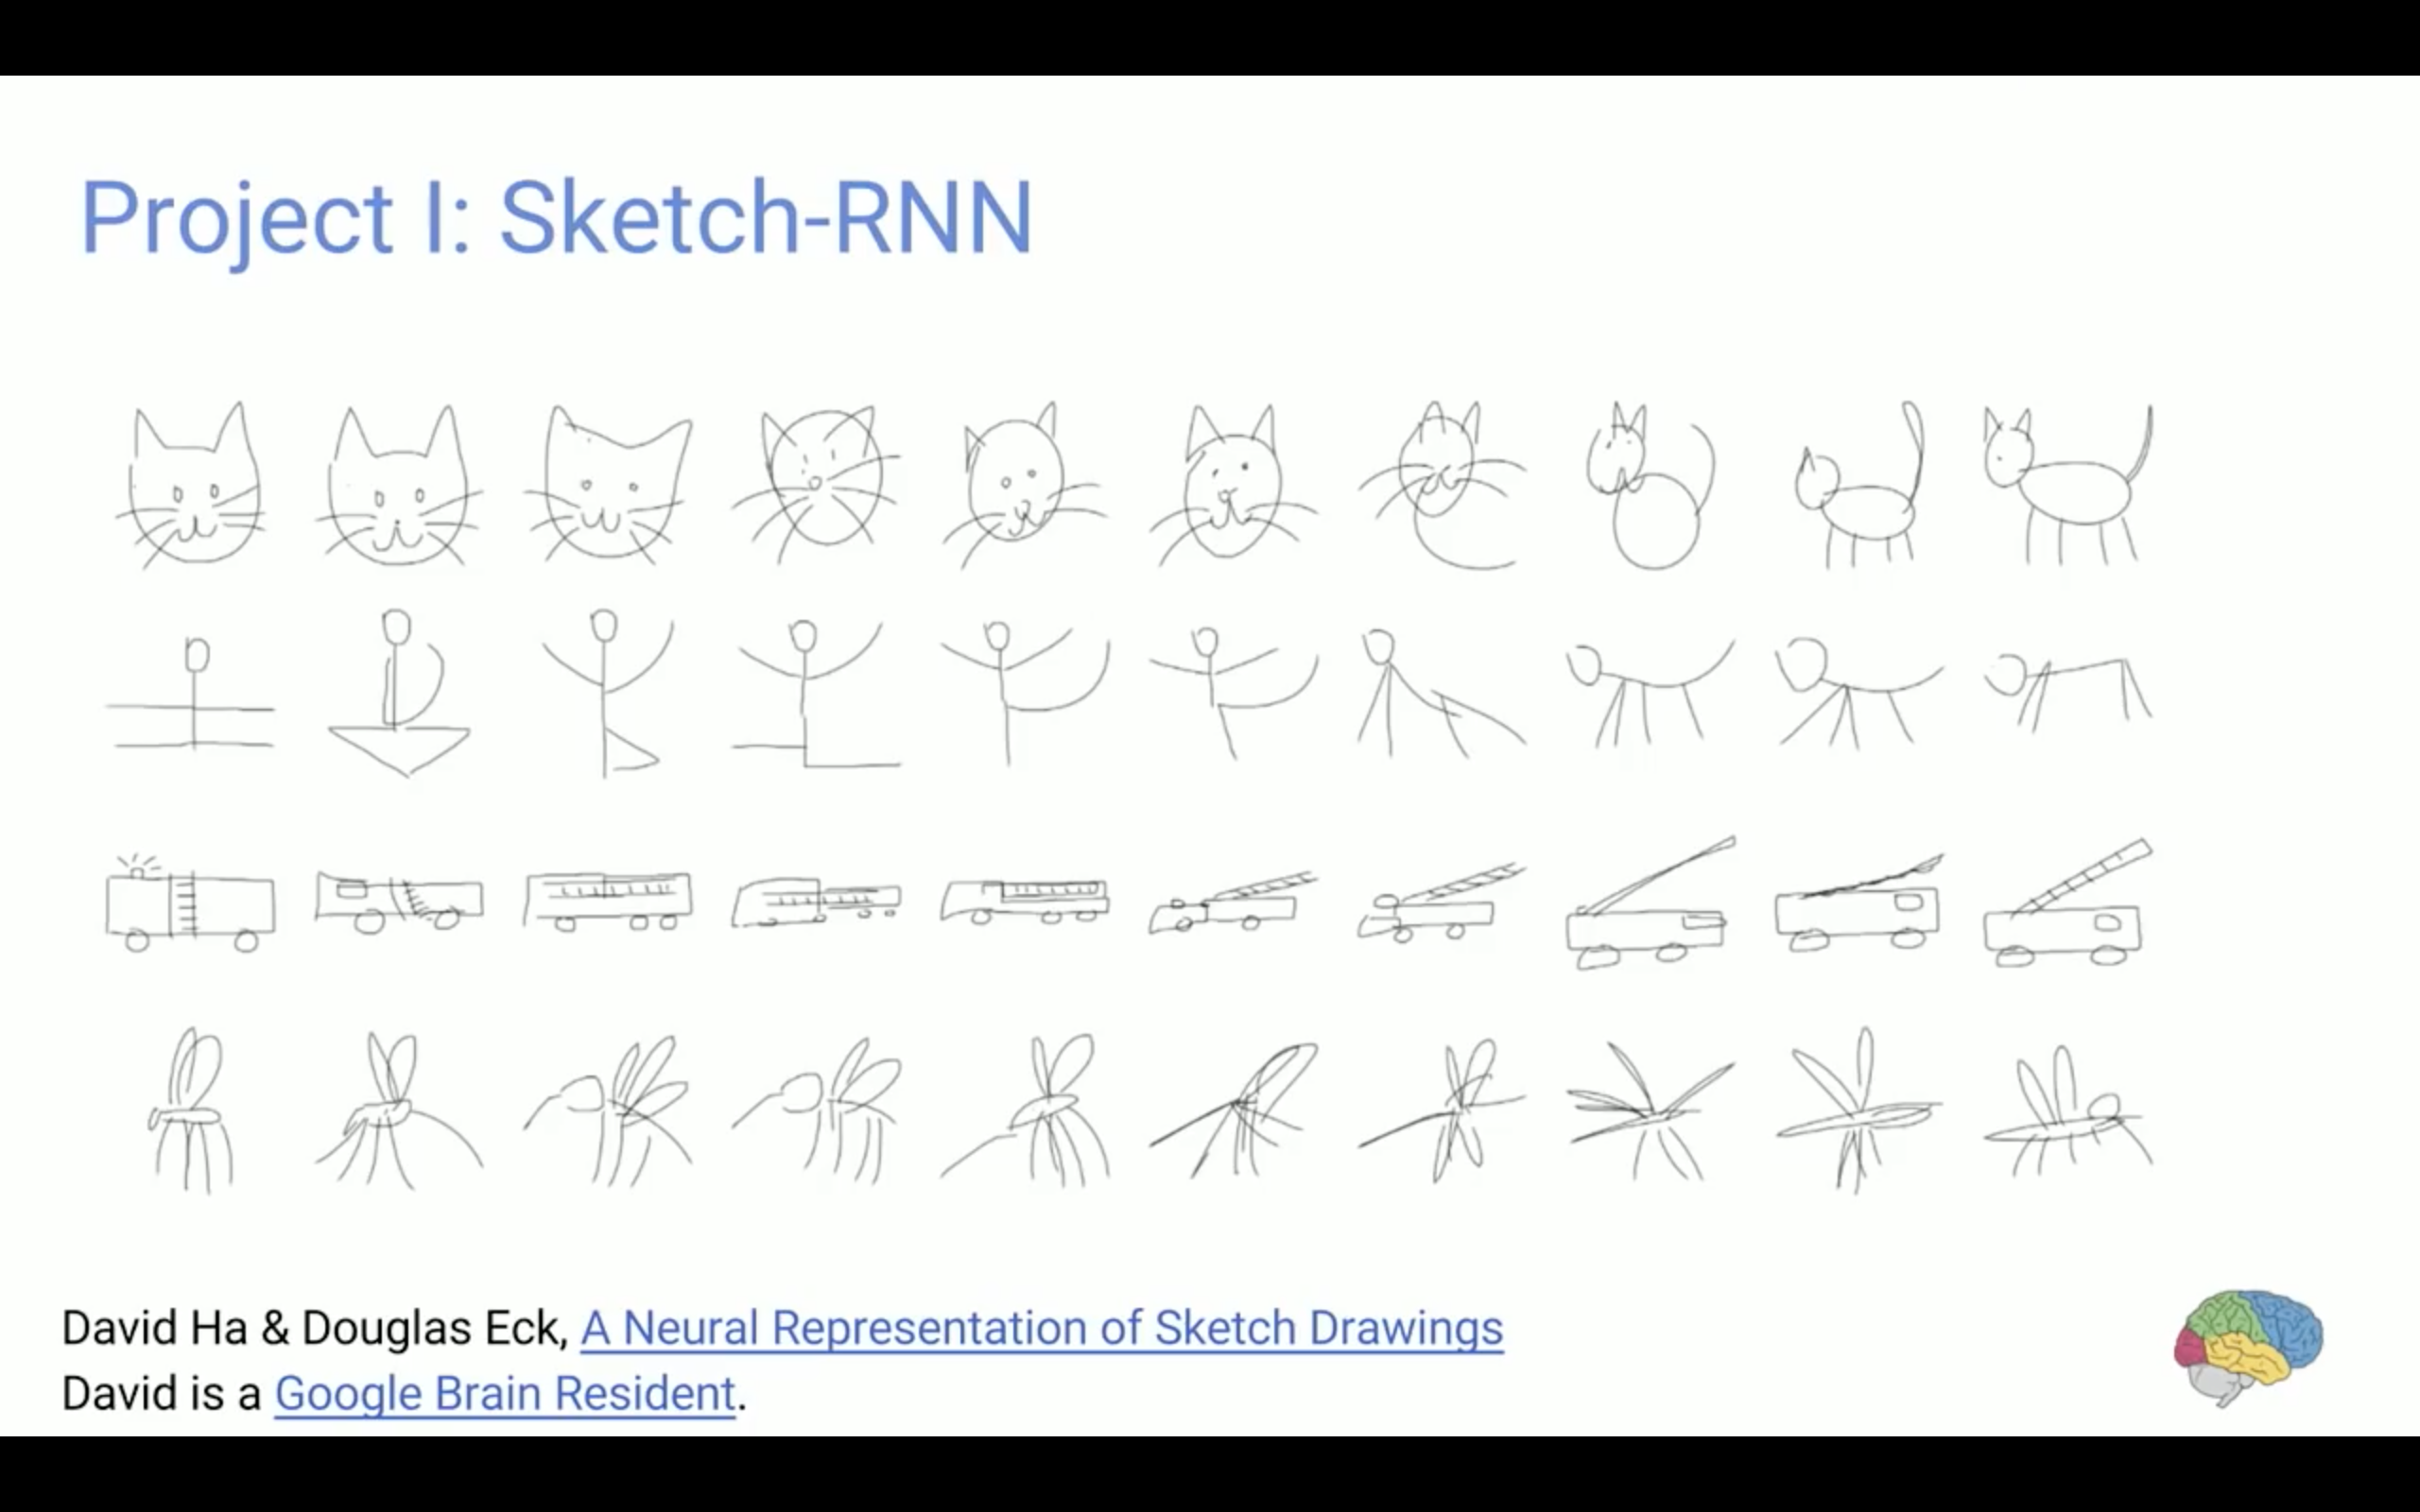 Project I: Sketch-RNN
David Ha & Douglas Eck, A Neural Representation of Sketch Drawings
David is a Google Brain Resident.